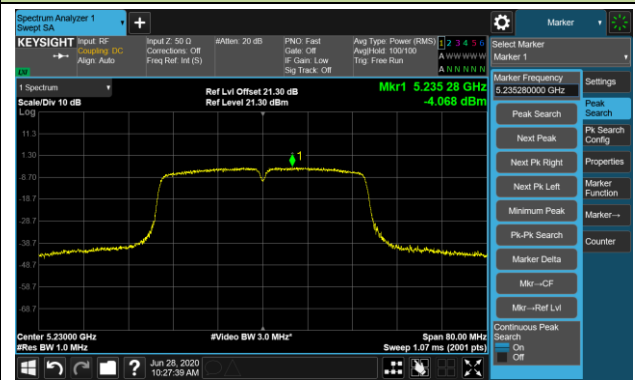 Spectrum Analyzer 1
Swept SA
Marker
KEYSIGHT
Input: RF
Coupling: DC
Align: Auto
Input Z: 50 Ω
Corrections: Off
Freq Ref: Int (S)
#Atten: 20 dB
PNO: Fast
Gate: Off
IF Gain: Low
Sig Track: Off
Avg Type: Power (RMS)
Avg|Hold: 100/100
Trig: Free Run
1 2 3 4 5 6
A WW WW W
A N N N N N
LW
Select Marker
Marker 1
1 Spectrum
Scale/Div 10 dB
Log
Ref Lvl Offset 21.30 dB
Ref Level 21.30 dBm
Mkr1 5.235 28 GHz
-4.068 dBm
11.3
1.30
-8.70
-18.7
-28.7
-38.7
-48.7
-58.7
-68.7
1
Center 5.23000 GHz
#Res BW 1.0 MHz
#Video BW 3.0 MHz*
Span 80.00 MHz
Sweep 1.07 ms (2001 pts)
Marker Frequency
5.235280000 GHz
Peak Search
Next Peak
Next Pk Right
Next Pk Left
Minimum Peak
Pk-Pk Search
Marker Delta
Mkr→CF
Mkr→Ref Lvl
Continuous Peak
Search
On
Off
Settings
Peak
Search
Pk Search
Config
Properties
Marker
Function
Marker→
Counter
Jun 28, 2020
10:27:39 AM